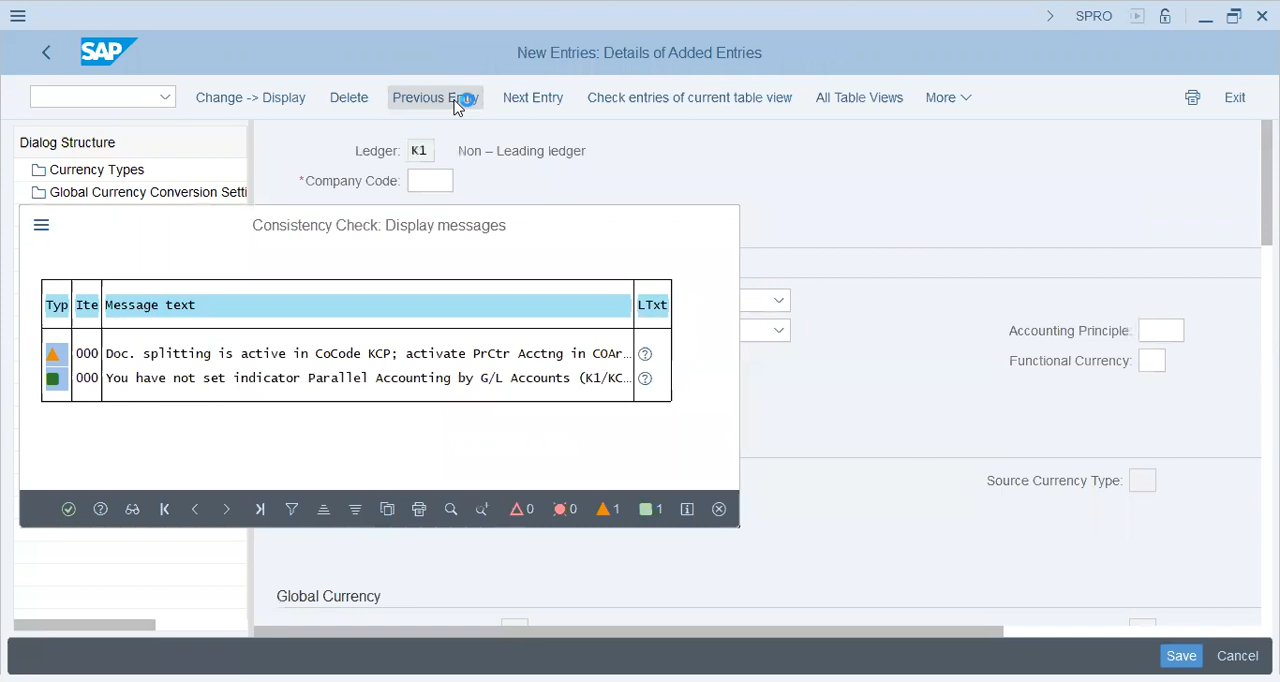 SPRO
SAP
New Entries: Details of Added Entries
Change -> Display Delete Previous Entry Next Entry Check entries of current table view All Table Views More Exit
Dialog Structure
Currency Types
Global Currency Conversion Setti
Ledger: K1 Non – Leading ledger
*Company Code:
Accounting Principle:
Functional Currency:
Source Currency Type:
Global Currency
Consistency Check: Display messages
Typ Ite Message text LTxt
000 Doc. splitting is active in CoCode KCP; activate PrCtr Acctng in COAr...
000 You have not set indicator Parallel Accounting by G/L Accounts (K1/KC...
0 0 1 1
Save Cancel